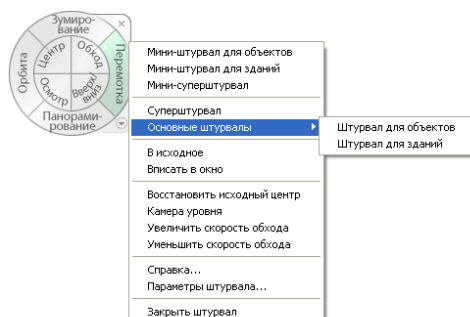 Зумиро-
вание
Центр
Обход
Орбита
Перемотка
Осмотр
Вверх/
вниз
Панорами-
рование
Мини-штурвал для объектов
Мини-штурвал для зданий
Мини-суперштурвал
Суперштурвал
Основные штурвалы
Штурвал для объектов
Штурвал для зданий
В исходное
Вписать в окно
Восстановить исходный центр
Камера уровня
Увеличить скорость обхода
Уменьшить скорость обхода
Справка...
Параметры штурвала...
Закрыть штурвал